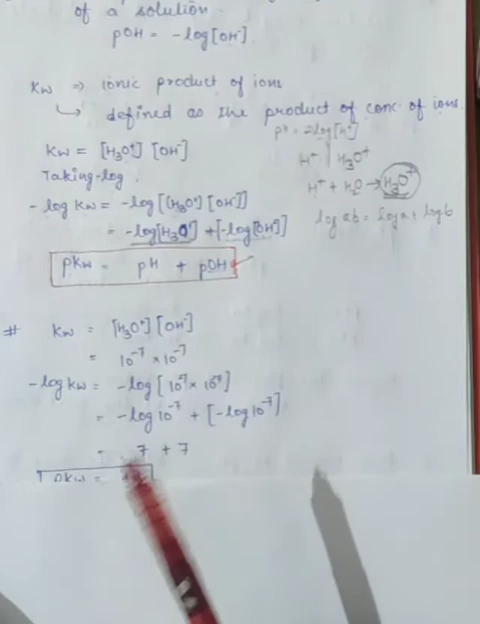 of a solution
pOH = -log[OH⁻].
Kw ⇒ ionic product of ions
↳ defined as the product of conc. of ions.
Kw = [H₃O⁺] [OH⁻]
pH = -log[H⁺]
H⁺ | H₃O⁺
Taking -log.
H⁺ + H₂O → H₃O⁺
-log Kw = -log[[H₃O⁺] [OH⁻]]
log ab = log a + log b
= -log[H₃O⁺] + [-log[OH⁻]]
pKw = pH + pOH
# Kw = [H₃O⁺] [OH⁻]
= 10⁻⁷ × 10⁻⁷
-log Kw = -log[10⁻⁷ × 10⁻⁷]
= -log 10⁻⁷ + [-log 10⁻⁷]
= 7 + 7
pKw =